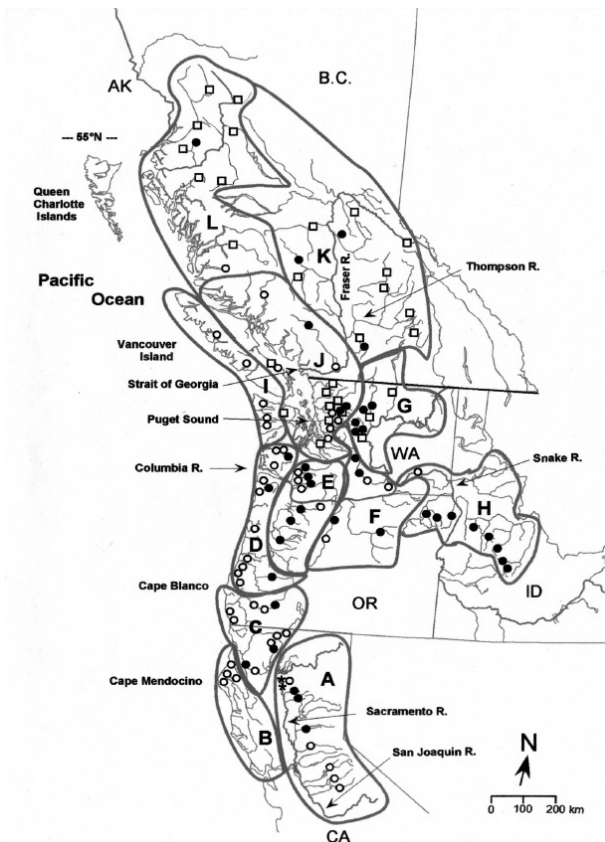 AK
B.C.
--- 55°N
Queen
Charlotte
Islands
L
K
Fraser R.
Thompson R.
Pacific
Ocean
Vancouver
Island
J
Strait of Georgia
I
G
Puget Sound
WA
Columbia R.
Snake R.
E
H
F
D
Cape Blanco
ID
OR
C
Cape Mendocino
A
Sacramento R.
B
San Joaquin R.
N
0 100 200 km
CA